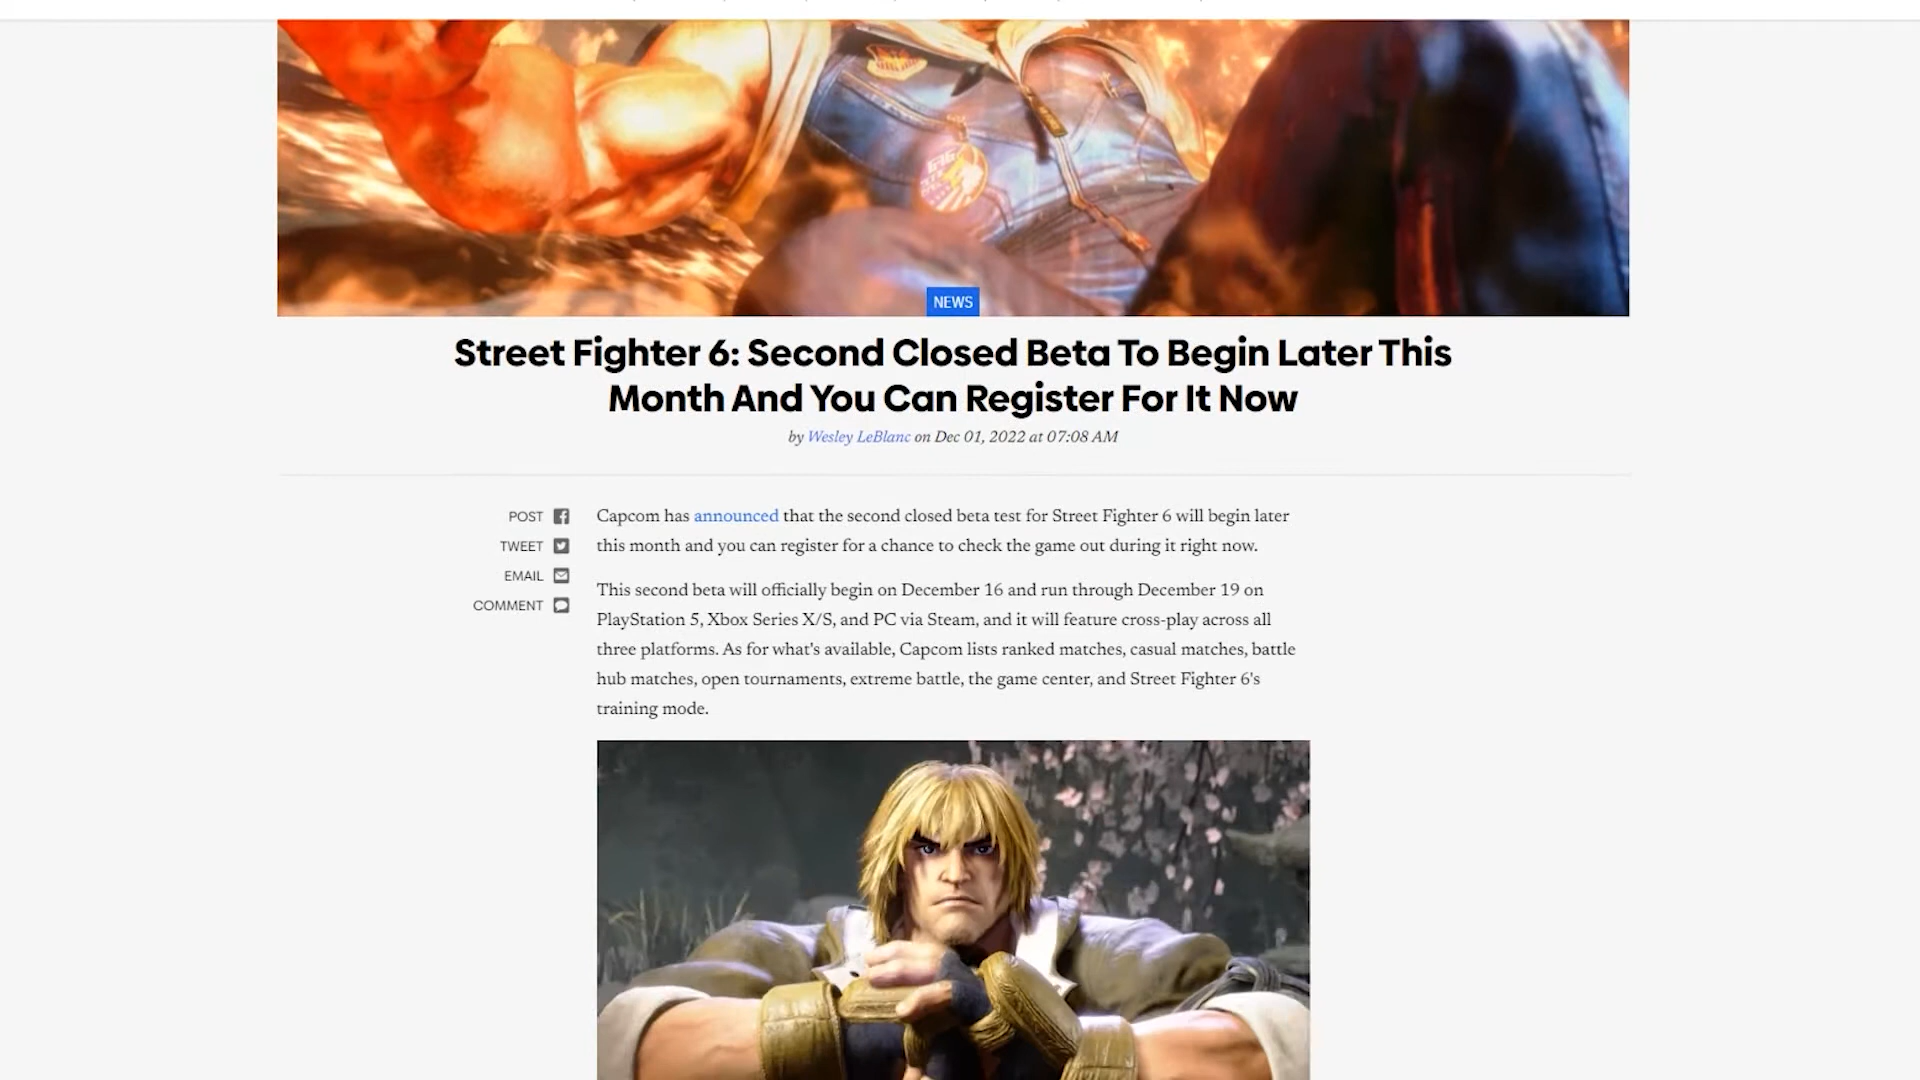 NEWS
Street Fighter 6: Second Closed Beta To Begin Later This
Month And You Can Register For It Now
by Wesley LeBlanc on Dec 01, 2022 at 07:08 AM
POST
TWEET
EMAIL
COMMENT
Capcom has announced that the second closed beta test for Street Fighter 6 will begin later
this month and you can register for a chance to check the game out during it right now.
This second beta will officially begin on December 16 and run through December 19 on
PlayStation 5, Xbox Series X/S, and PC via Steam, and it will feature cross-play across all
three platforms. As for what's available, Capcom lists ranked matches, casual matches, battle
hub matches, open tournaments, extreme battle, the game center, and Street Fighter 6's
training mode.